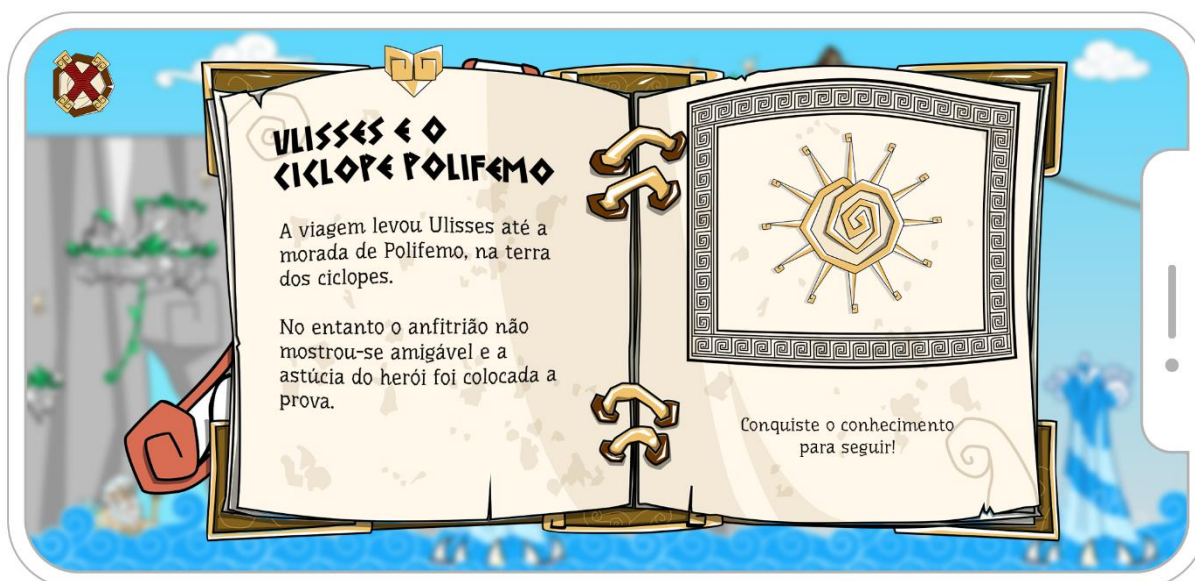 ULISSES E O
CICLOPE POLIFEMO
A viagem levou Ulisses até a
morada de Polifemo, na terra
dos ciclopes.
No entanto o anfitrião não
mostrou-se amigável e a
astúcia do herói foi colocada a
prova.
Conquiste o conhecimento
para seguir!